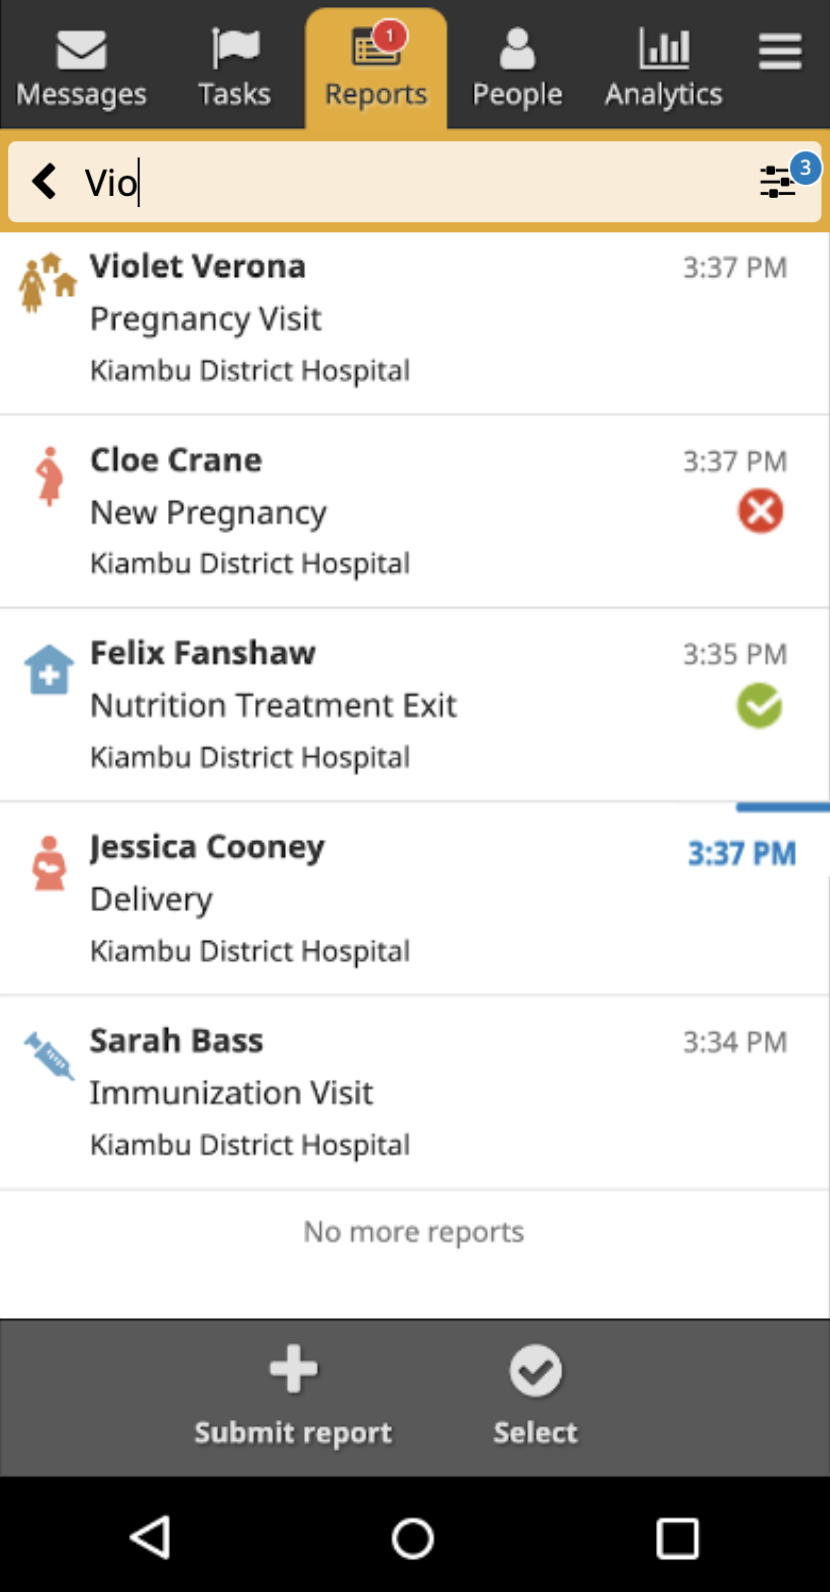 1
Messages Tasks Reports People Analytics
Vio 3
Violet Verona 3:37 PM
Pregnancy Visit
Kiambu District Hospital
Cloe Crane 3:37 PM
New Pregnancy
Kiambu District Hospital
Felix Fanshaw 3:35 PM
Nutrition Treatment Exit
Kiambu District Hospital
Jessica Cooney 3:37 PM
Delivery
Kiambu District Hospital
Sarah Bass 3:34 PM
Immunization Visit
Kiambu District Hospital
No more reports
Submit report Select